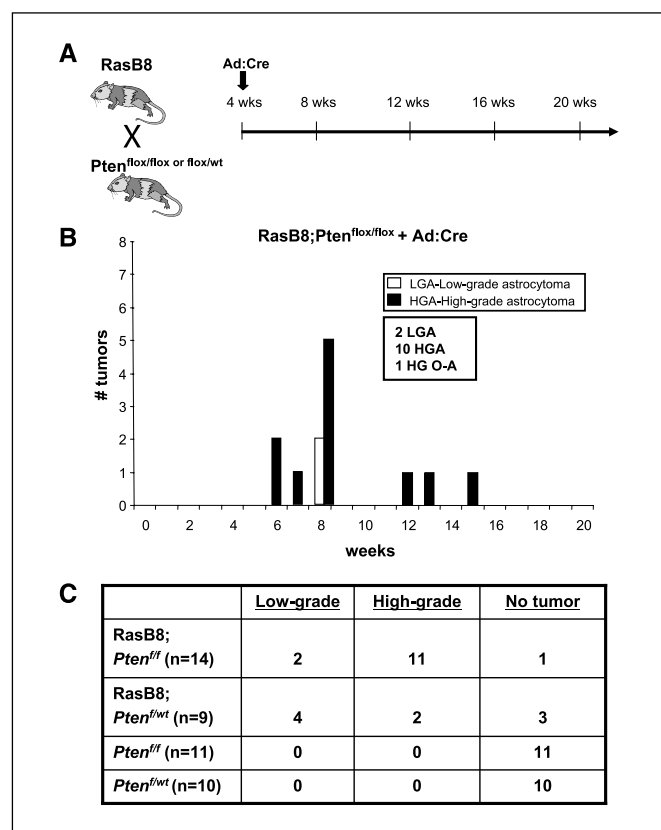 A
RasB8
Ad:Cre
4 wks 8 wks 12 wks 16 wks 20 wks
X
Pten^flox/flox or flox/wt
B
RasB8;Pten^flox/flox + Ad:Cre
LGA-Low-grade astrocytoma
HGA-High-grade astrocytoma
2 LGA
10 HGA
1 HG O-A
# tumors
8
7
6
5
4
3
2
1
0
0 2 4 6 8 10 12 14 16 18 20
weeks
C
Low-grade High-grade No tumor
RasB8;
Pten^f/f (n=14) 2 11 1
RasB8;
Pten^f/wt (n=9) 4 2 3
Pten^f/f (n=11) 0 0 11
Pten^f/wt (n=10) 0 0 10